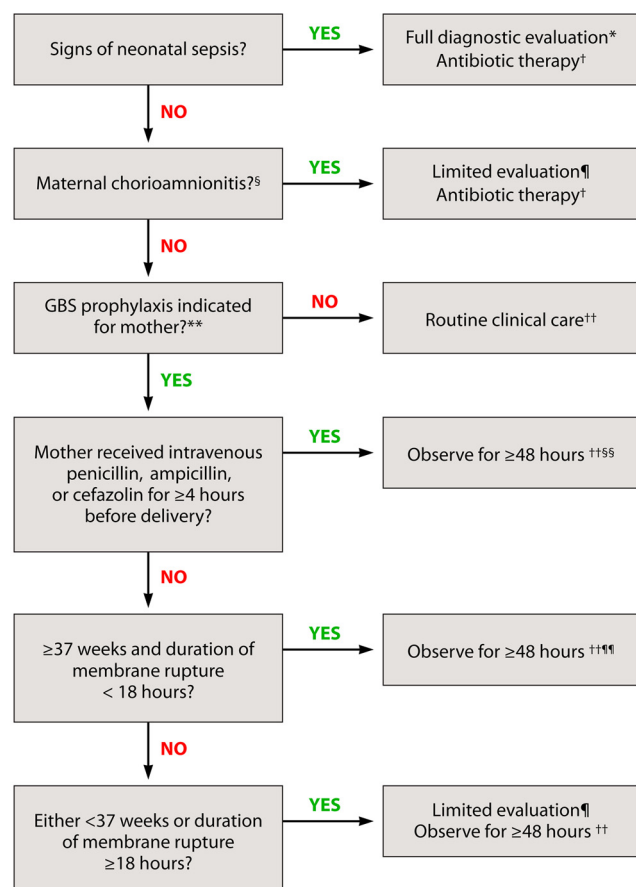 Signs of neonatal sepsis?
YES
Full diagnostic evaluation*
Antibiotic therapy†
NO
Maternal chorioamnionitis?§
YES
Limited evaluation¶
Antibiotic therapy†
NO
GBS prophylaxis indicated
for mother?**
NO
Routine clinical care††
YES
Mother received intravenous
penicillin, ampicillin,
or cefazolin for ≥4 hours
before delivery?
YES
Observe for ≥48 hours ††§§
NO
≥37 weeks and duration of
membrane rupture
< 18 hours?
YES
Observe for ≥48 hours ††¶¶
NO
Either <37 weeks or duration
of membrane rupture
≥18 hours?
YES
Limited evaluation¶
Observe for ≥48 hours ††